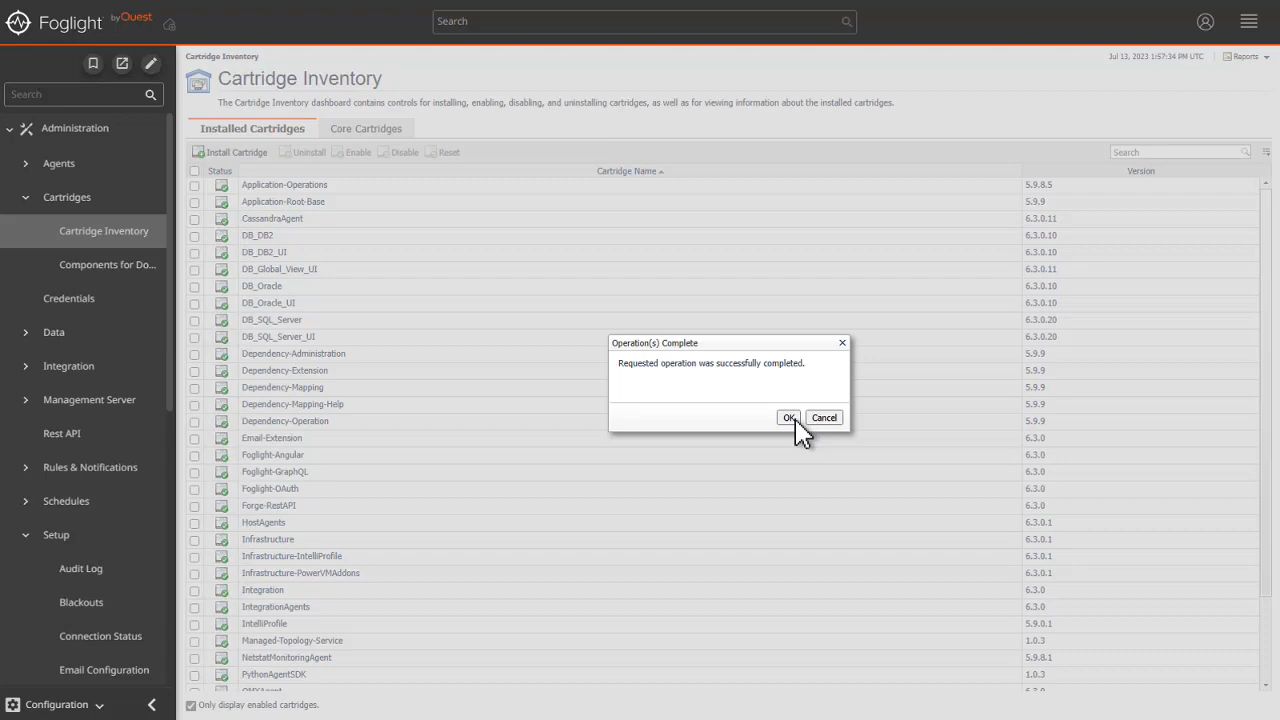 Foglight by Quest
Search
Search
Administration
Agents
Cartridges
Cartridge Inventory
Components for Do...
Credentials
Data
Integration
Management Server
Rest API
Rules & Notifications
Schedules
Setup
Audit Log
Blackouts
Connection Status
Email Configuration
Configuration
Cartridge Inventory
Jul 13, 2023 1:57:34 PM UTC
Reports
Cartridge Inventory
The Cartridge Inventory dashboard contains controls for installing, enabling, disabling, and uninstalling cartridges, as well as for viewing information about the installed cartridges.
Installed Cartridges Core Cartridges
Install Cartridge Uninstall Enable Disable Reset
Search
Status Cartridge Name Version
Application-Operations 5.9.8.5
Application-Root-Base 5.9.9
CassandraAgent 6.3.0.11
DB_DB2 6.3.0.10
DB_DB2_UI 6.3.0.10
DB_Global_View_UI 6.3.0.11
DB_Oracle 6.3.0.10
DB_Oracle_UI 6.3.0.10
DB_SQL_Server 6.3.0.20
DB_SQL_Server_UI 6.3.0.20
Dependency-Administration 5.9.9
Dependency-Extension 5.9.9
Dependency-Mapping 5.9.9
Dependency-Mapping-Help 5.9.9
Dependency-Operation 5.9.9
Email-Extension 6.3.0
Foglight-Angular 6.3.0
Foglight-GraphQL 6.3.0
Foglight-OAuth 6.3.0
Forge-RestAPI 6.3.0
HostAgents 6.3.0.1
Infrastructure 6.3.0.1
Infrastructure-IntelliProfile 6.3.0.1
Infrastructure-PowerVMAddons 6.3.0.1
Integration 6.3.0
IntegrationAgents 6.3.0
IntelliProfile 5.9.0.1
Managed-Topology-Service 1.0.3
NetstatMonitoringAgent 5.9.8.1
PythonAgentSDK 1.0.3
Only display enabled cartridges.
Operation(s) Complete
Requested operation was successfully completed.
OK Cancel